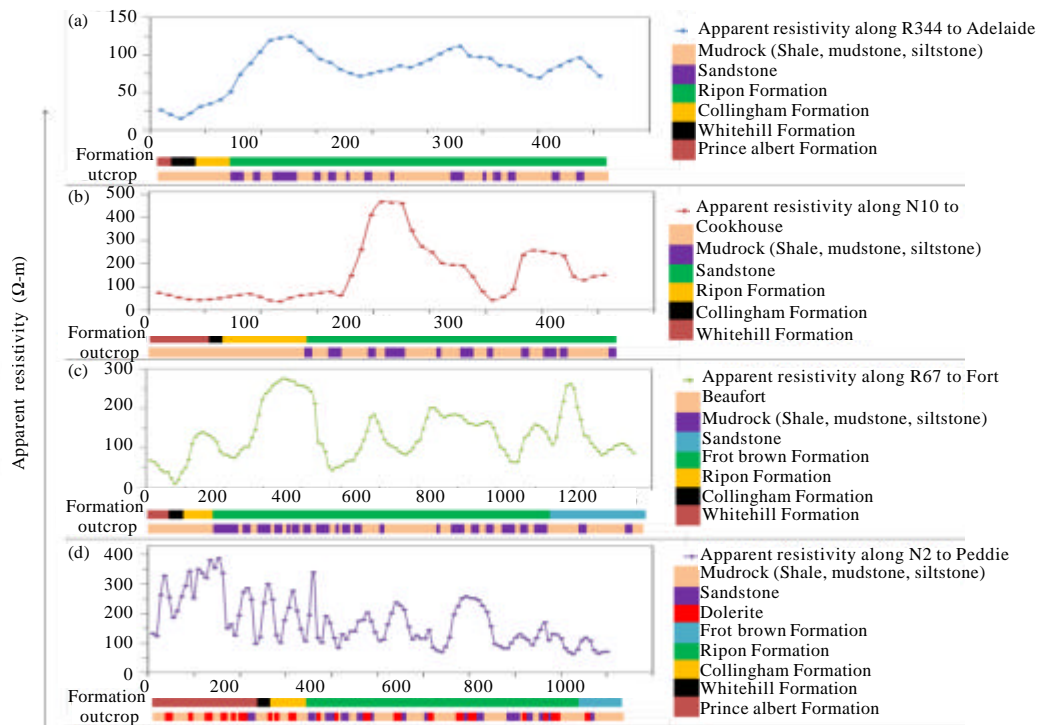 Apparent resistivity (Ω-m)
(a)
150
100
50
0
100
200
300
400
Formation
utcrop
Apparent resistivity along R344 to Adelaide
Mudrock (Shale, mudstone, siltstone)
Sandstone
Ripon Formation
Collingham Formation
Whitehill Formation
Prince albert Formation
(b)
500
400
300
200
100
0
0
100
200
300
400
Formation
outcrop
Apparent resistivity along N10 to
Cookhouse
Mudrock (Shale, mudstone, siltstone)
Sandstone
Ripon Formation
Collingham Formation
Whitehill Formation
(c)
300
200
100
0
0
200
400
600
800
1000
1200
Formation
outcrop
Apparent resistivity along R67 to Fort
Beaufort
Mudrock (Shale, mudstone, siltstone)
Sandstone
Frot brown Formation
Ripon Formation
Collingham Formation
Whitehill Formation
(d)
400
300
200
100
0
0
200
400
600
800
1000
Formation
outcrop
Apparent resistivity along N2 to Peddie
Mudrock (Shale, mudstone, siltstone)
Sandstone
Dolerite
Frot brown Formation
Ripon Formation
Collingham Formation
Whitehill Formation
Prince albert Formation